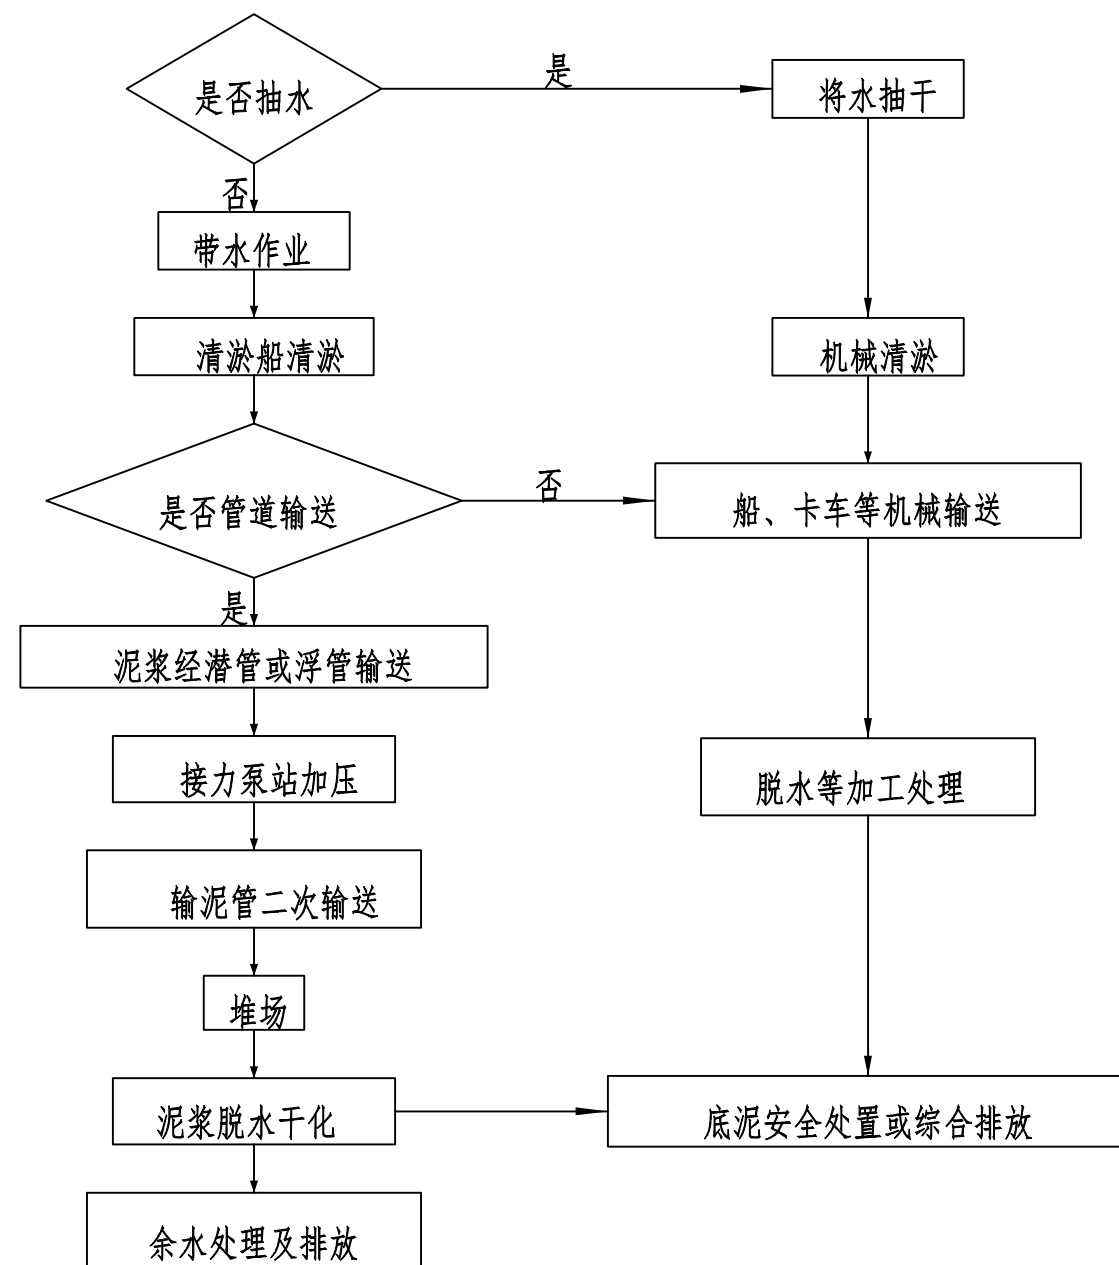 是否抽水
是
将水抽干
否
带水作业
清淤船清淤
机械清淤
是否管道输送
否
船、卡车等机械输送
是
泥浆经潜管或浮管输送
接力泵站加压
脱水等加工处理
输泥管二次输送
堆场
泥浆脱水干化
底泥安全处置或综合排放
余水处理及排放